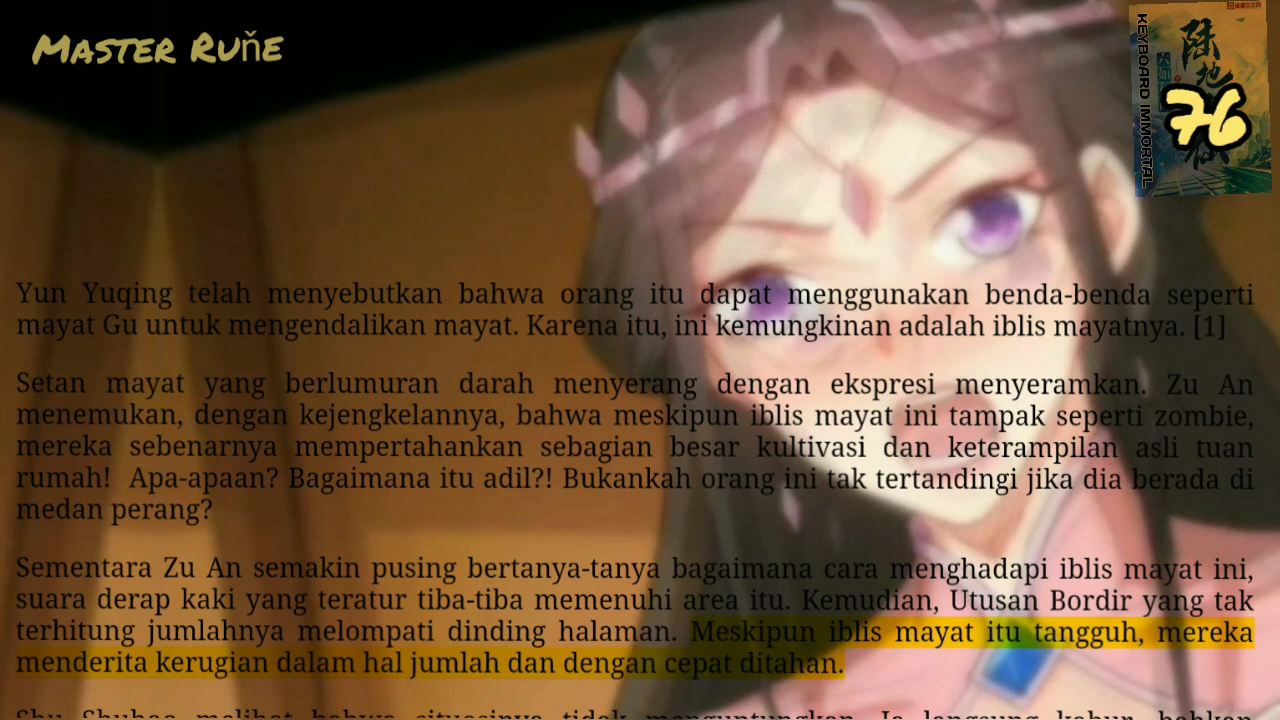 Master Ruňe
陆地
KEYBOARD IMMORTAL
76
Yun Yuqing telah menyebutkan bahwa orang itu dapat menggunakan benda-benda seperti
mayat Gu untuk mengendalikan mayat. Karena itu, ini kemungkinan adalah iblis mayatnya. [1]
Setan mayat yang berlumuran darah menyerang dengan ekspresi menyeramkan. Zu An
menemukan, dengan kejengkelannya, bahwa meskipun iblis mayat ini tampak seperti zombie,
mereka sebenarnya mempertahankan sebagian besar kultivasi dan keterampilan asli tuan
rumah! Apa-apaan? Bagaimana itu adil?! Bukankah orang ini tak tertandingi jika dia berada di
medan perang?
Sementara Zu An semakin pusing bertanya-tanya bagaimana cara menghadapi iblis mayat ini,
suara derap kaki yang teratur tiba-tiba memenuhi area itu. Kemudian, Utusan Bordir yang tak
terhitung jumlahnya melompati dinding halaman. Meskipun iblis mayat itu tangguh, mereka
menderita kerugian dalam hal jumlah dan dengan cepat ditahan.